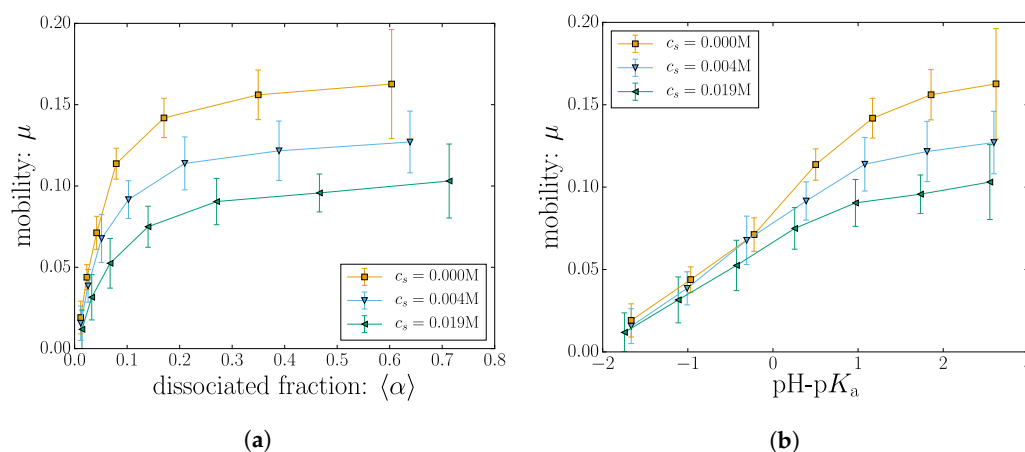 0.20
0.15
0.10
0.05
0.00
mobility: μ
c_s = 0.000M
c_s = 0.004M
c_s = 0.019M
0.0 0.1 0.2 0.3 0.4 0.5 0.6 0.7 0.8
dissociated fraction: ⟨α⟩
(a)
0.20
0.15
0.10
0.05
0.00
mobility: μ
c_s = 0.000M
c_s = 0.004M
c_s = 0.019M
−2 −1 0 1 2
pH-pK_a
(b)